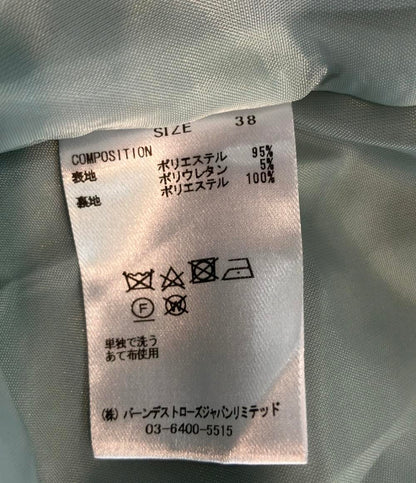 SIZE 38
COMPOSITION
表地 ポリエステル 95%
ポリウレタン 5%
裏地 ポリエステル 100%
F
W
単独で洗う
あて布使用
(株) バーンデストローズジャパンリミテッド
03-6400-5515